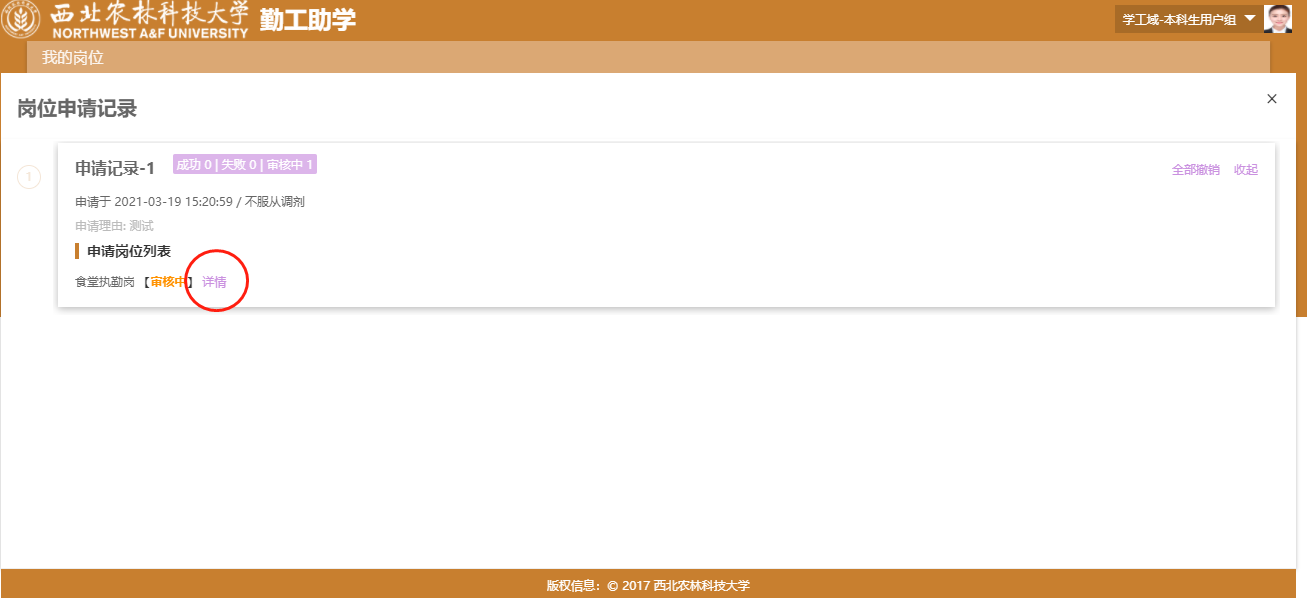 西北农林科技大学 勤工助学
NORTHWEST A&F UNIVERSITY
学工域-本科生用户组
我的岗位
岗位申请记录
×
1
申请记录-1 成功 0 | 失败 0 | 审核中 1
全部撤销 收起
申请于 2021-03-19 15:20:59 / 不服从调剂
申请理由: 测试
申请岗位列表
食堂执勤岗 【审核中】 详情
版权信息：© 2017 西北农林科技大学